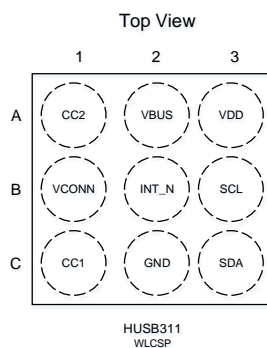 Top View
1 2 3
A CC2 VBUS VDD
B VCONN INT_N SCL
C CC1 GND SDA
HUSB311
WLCSP